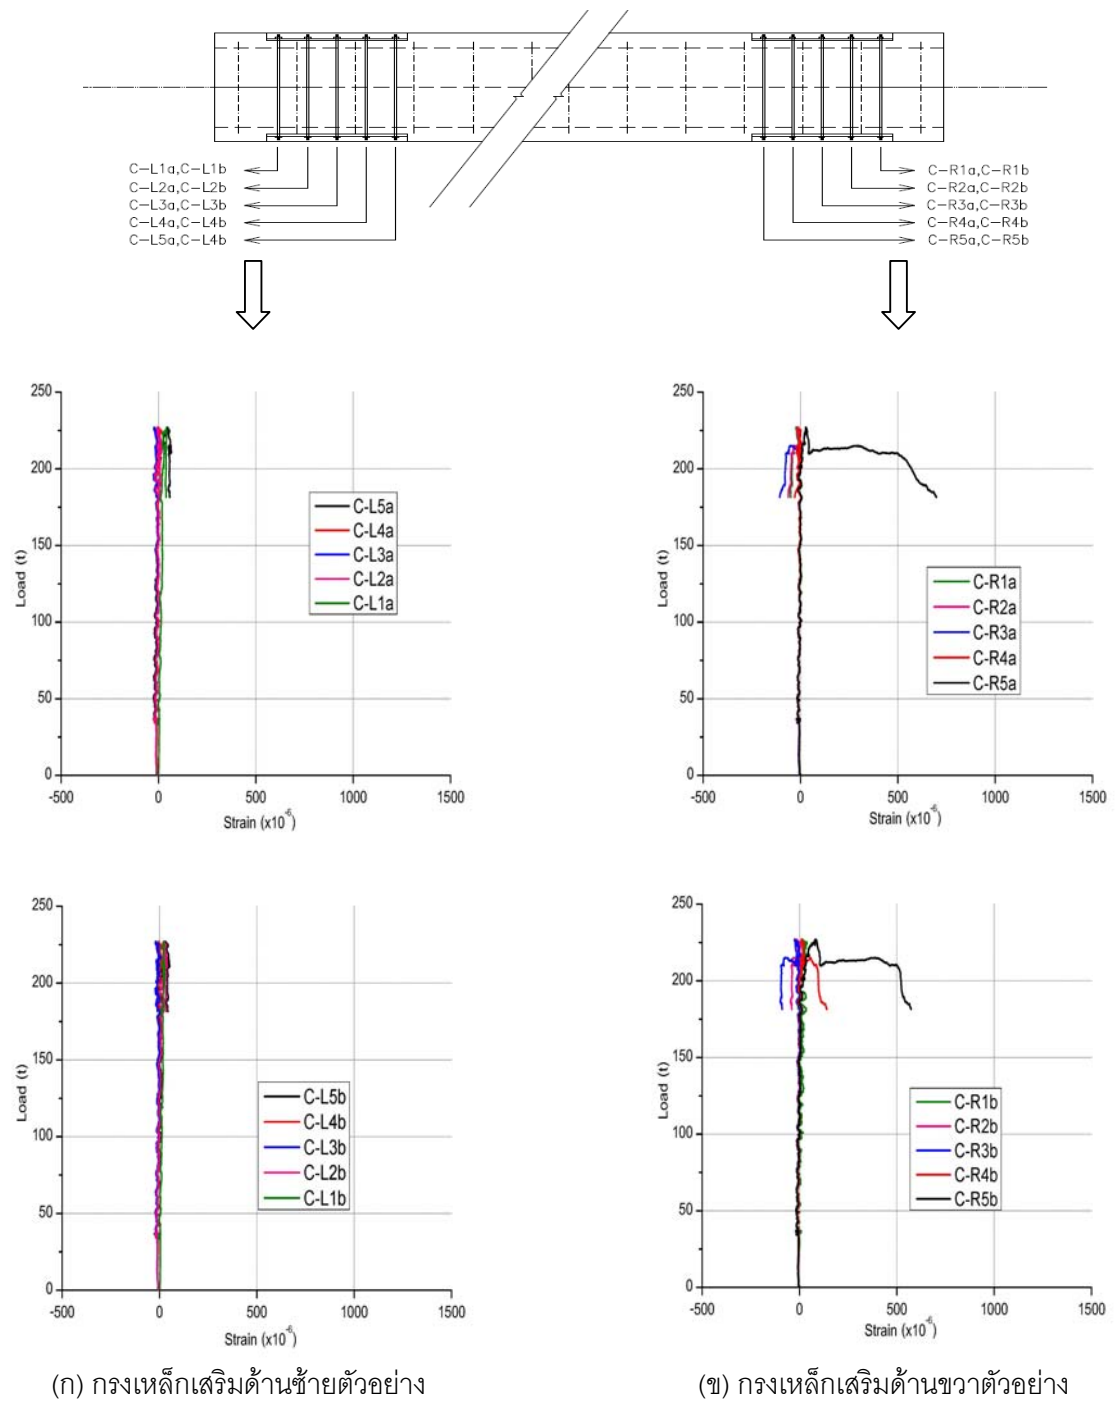 C-L1a,C-L1b
C-L2a,C-L2b
C-L3a,C-L3b
C-L4a,C-L4b
C-L5a,C-L4b
C-R1a,C-R1b
C-R2a,C-R2b
C-R3a,C-R3b
C-R4a,C-R4b
C-R5a,C-R5b
250
200
150
100
50
0
Load (t)
-500 0 500 1000 1500
Strain (x10⁻⁶)
C-L5a
C-L4a
C-L3a
C-L2a
C-L1a
250
200
150
100
50
0
Load (t)
-500 0 500 1000 1500
Strain (x10⁻⁶)
C-R1a
C-R2a
C-R3a
C-R4a
C-R5a
250
200
150
100
50
0
Load (t)
-500 0 500 1000 1500
Strain (x10⁻⁶)
C-L5b
C-L4b
C-L3b
C-L2b
C-L1b
250
200
150
100
50
0
Load (t)
-500 0 500 1000 1500
Strain (x10⁻⁶)
C-R1b
C-R2b
C-R3b
C-R4b
C-R5b
(ก) กรงเหล็กเสริมด้านซ้ายตัวอย่าง
(ข) กรงเหล็กเสริมด้านขวาตัวอย่าง